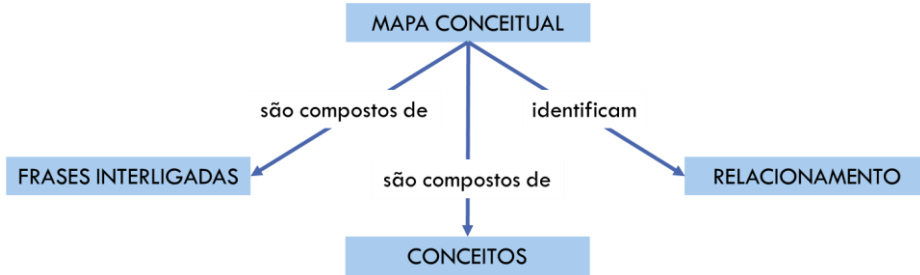 MAPA CONCEITUAL
são compostos de
identificam
FRASES INTERLIGADAS
são compostos de
RELACIONAMENTO
CONCEITOS